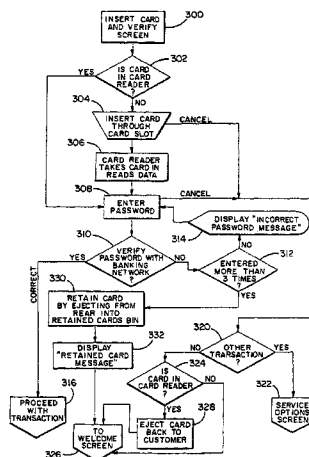 INSERT CARD
AND VERIFY
SCREEN
300
302
IS CARD
IN CARD
READER
?
YES
NO
304
INSERT CARD
THROUGH
CARD SLOT
CANCEL
306
CARD READER
TAKES CARD IN
READS DATA
308
ENTER
PASSWORD
CANCEL
DISPLAY "INCORRECT
PASSWORD MESSAGE"
314
310
NO
312
YES
VERIFY
PASSWORD WITH
BANKING
NETWORK
?
NO
ENTERED
MORE THAN
3 TIMES
?
CORRECT
330
YES
RETAIN CARD
BY EJECTING FROM
REAR INTO
RETAINED CARDS BIN
332
DISPLAY
"RETAINED CARD
MESSAGE"
320
OTHER
TRANSACTION
?
NO
YES
324
IS
CARD IN
CARD READER
?
NO
316
PROCEED
WITH
TRANSACTION
YES
328
322
SERVICE
OPTIONS
SCREEN
TO
WELCOME
SCREEN
326
EJECT CARD
BACK TO
CUSTOMER